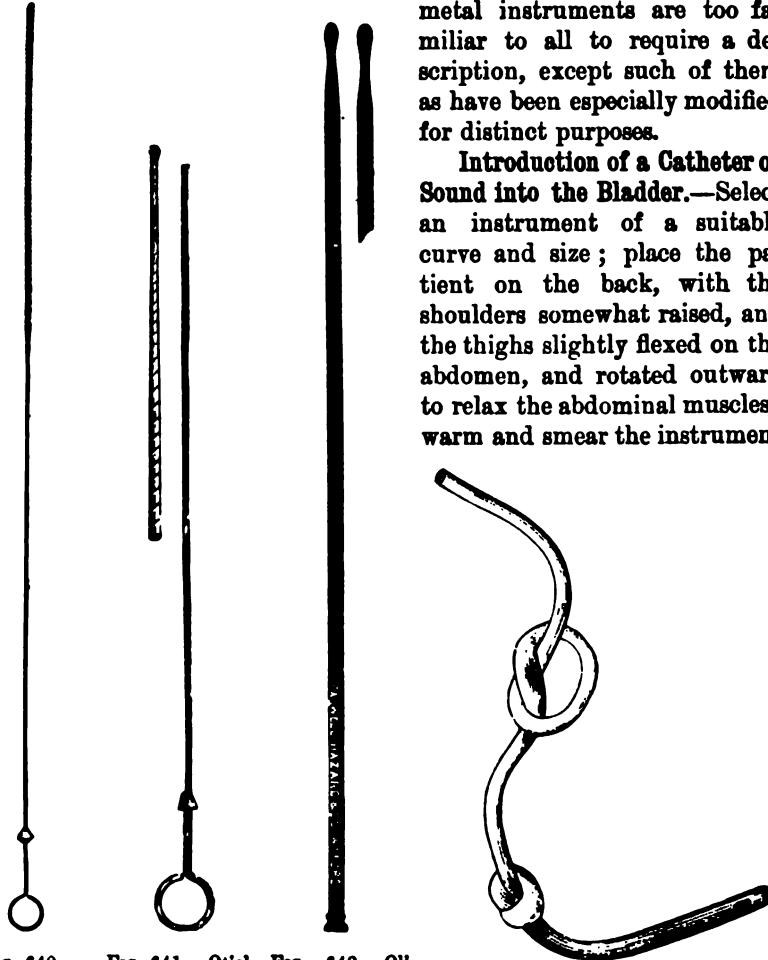 metal instruments are too fa
miliar to all to require a de
scription, except such of ther
as have been especially modifie
for distinct purposes.
Introduction of a Catheter o
Sound into the Bladder.—Selec
an instrument of a suitabl
curve and size ; place the pa
tient on the back, with th
shoulders somewhat raised, an
the thighs slightly flexed on th
abdomen, and rotated outwar
to relax the abdominal muscles
warm and smear the instrumen